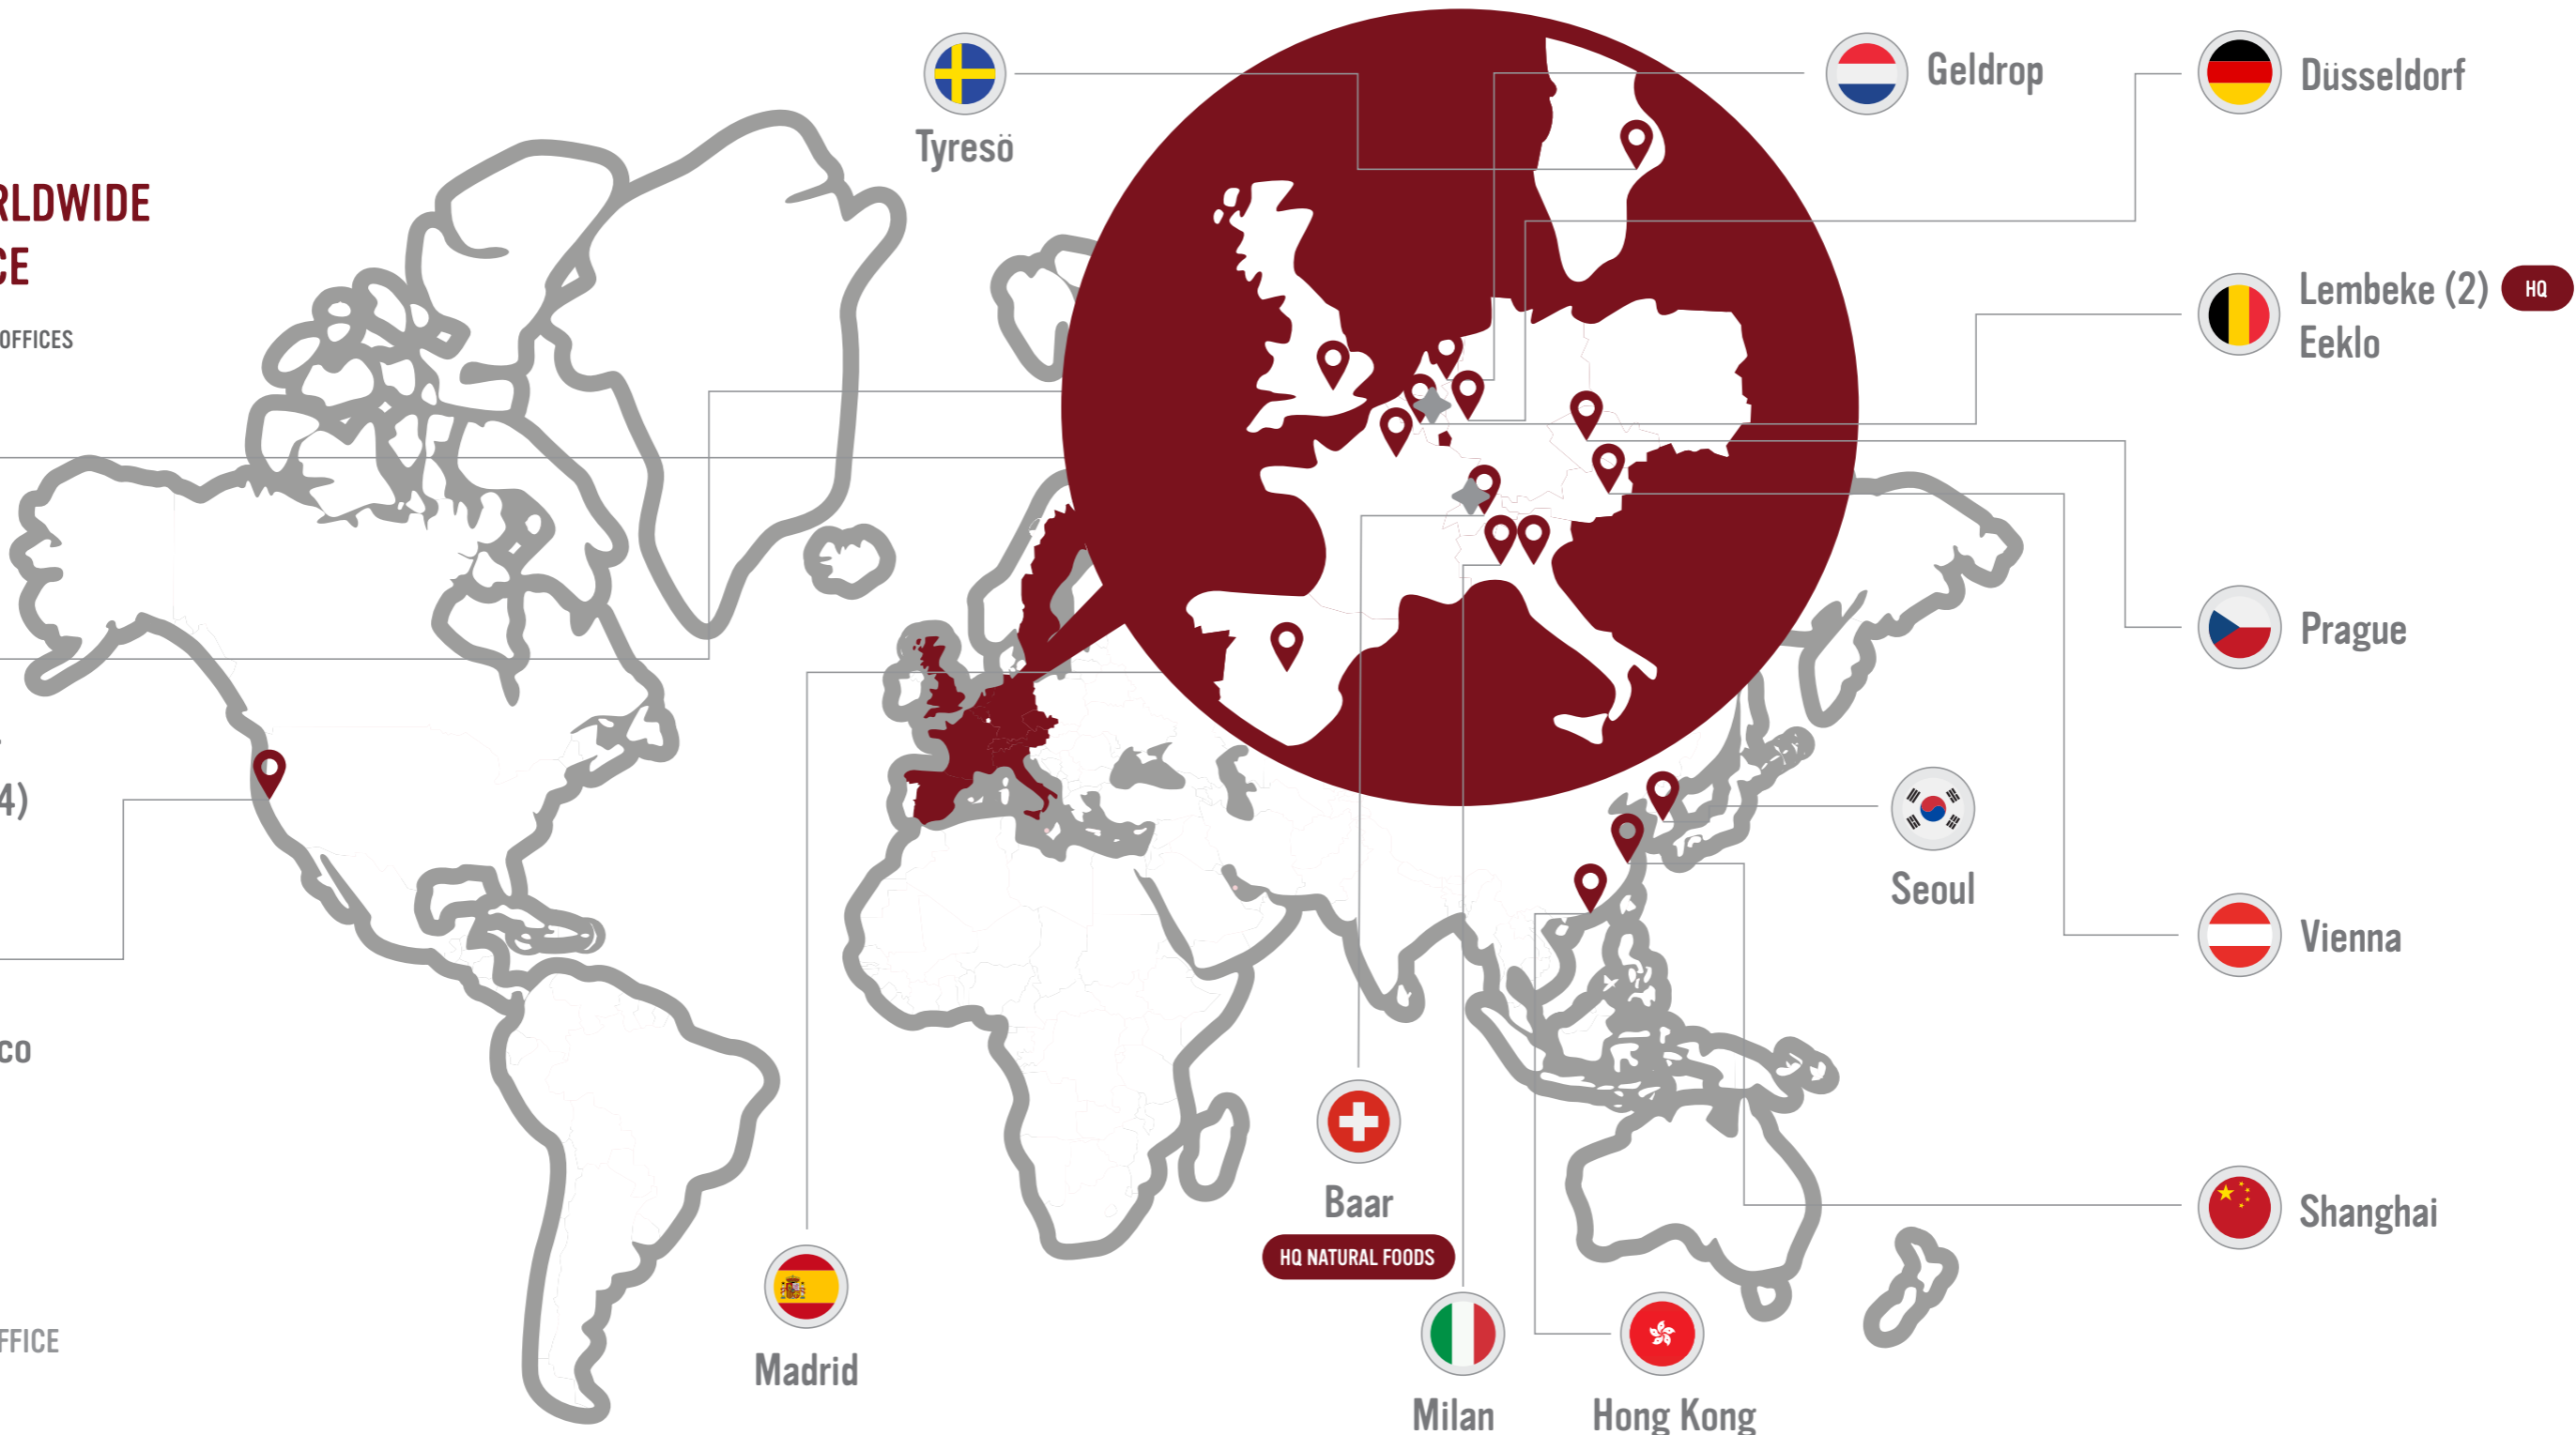 RLDWIDE
CE
OFFICES
4)
co
FFICE
Tyresö
Geldrop
Düsseldorf
Lembeke (2) HQ
Eeklo
Prague
Seoul
Vienna
Baar
HQ NATURAL FOODS
Shanghai
Madrid
Milan
Hong Kong